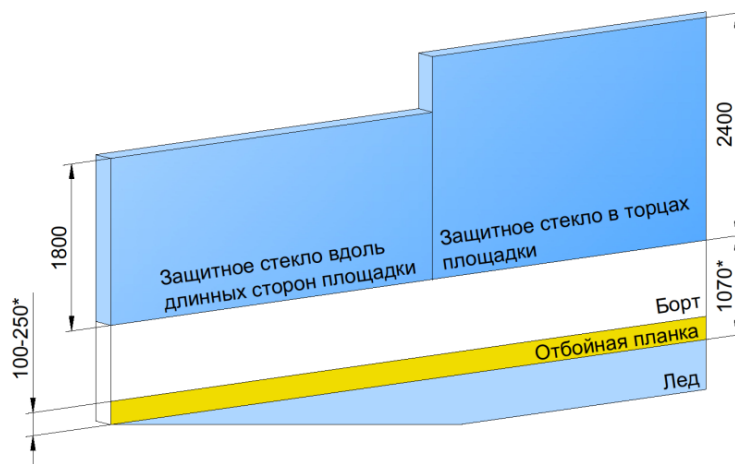 1800
100-250*
Защитное стекло вдоль
длинных сторон площадки
Защитное стекло в торцах
площадки
2400
1070*
Борт
Отбойная планка
Лед